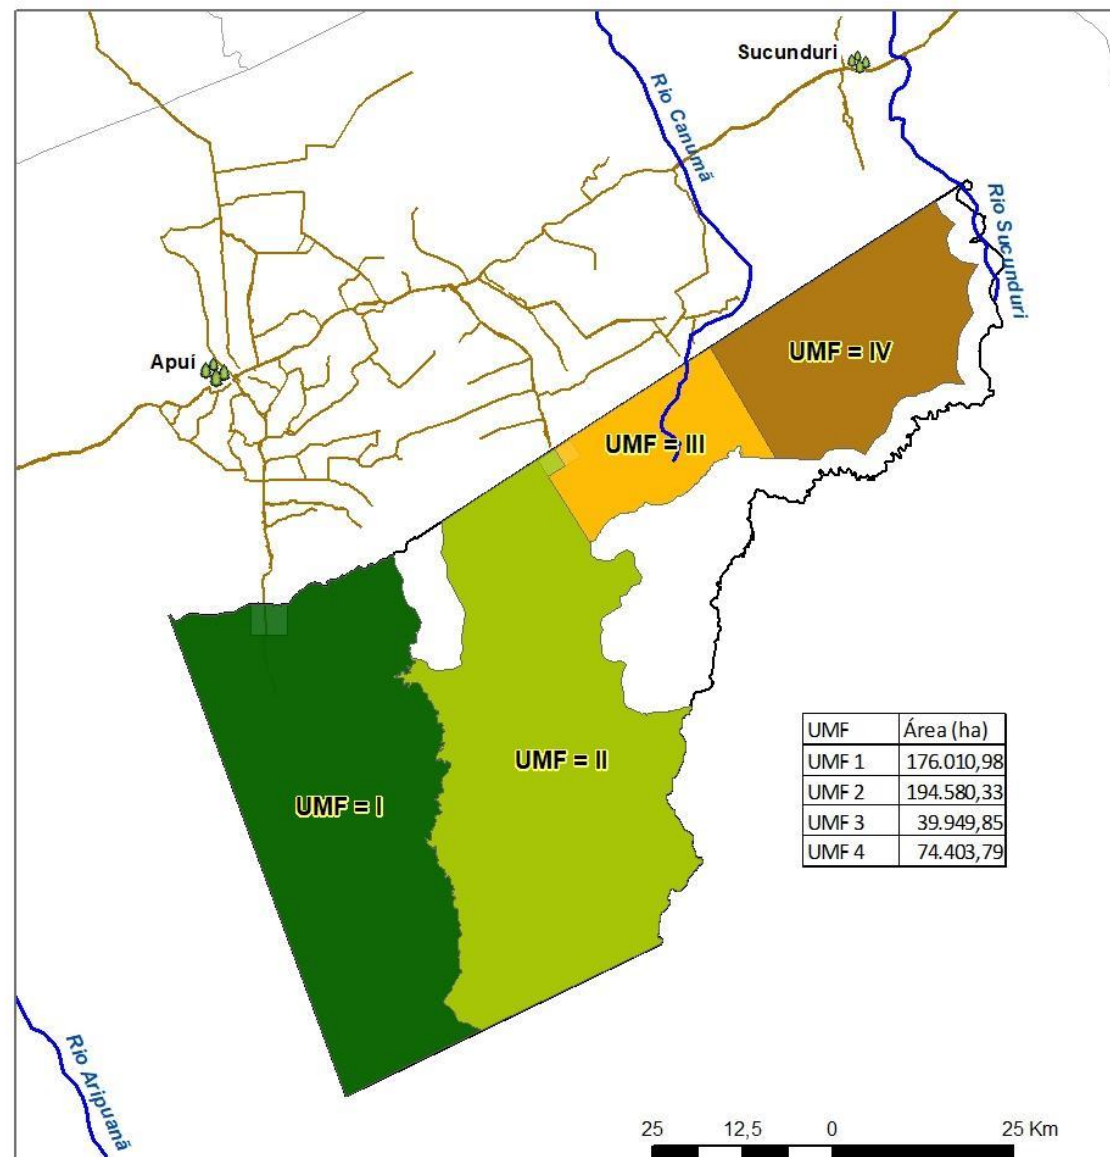 Sucunduri
Rio Canumã
Rio Sucunduri
Apuí
UMF = IV
UMF = III
UMF = II
UMF = I
UMF Área (ha)
UMF 1 176.010,98
UMF 2 194.580,33
UMF 3 39.949,85
UMF 4 74.403,79
Rio Aripuanã
25 12,5 0 25 Km